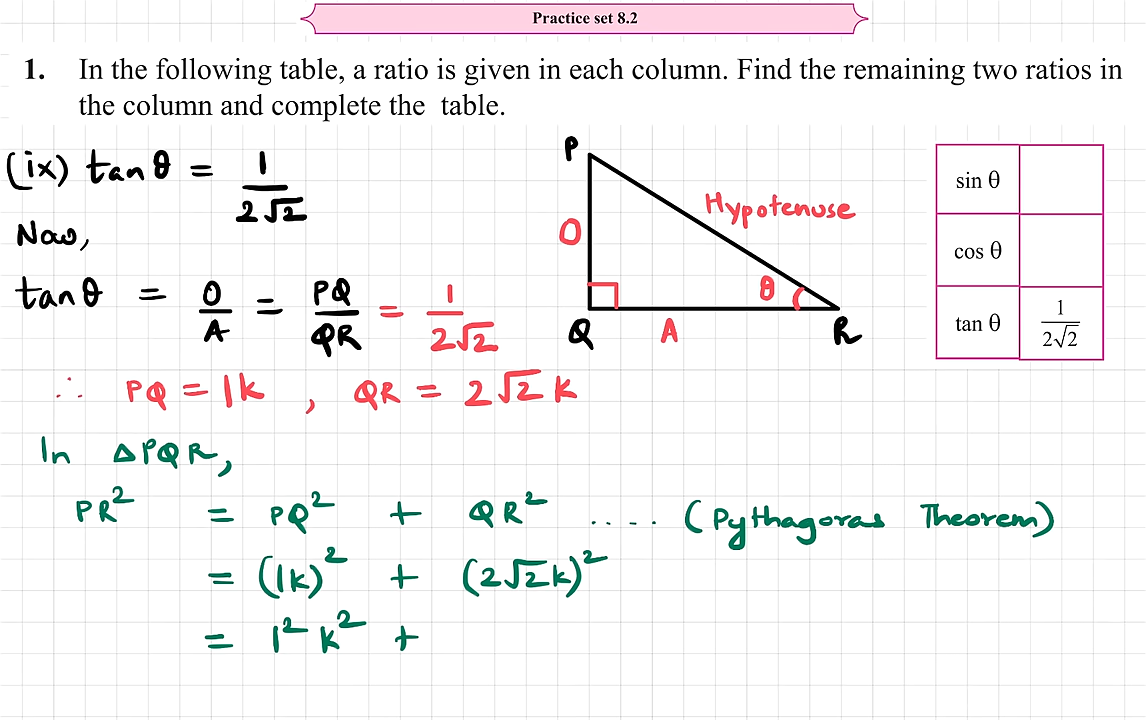 Practice set 8.2
1. In the following table, a ratio is given in each column. Find the remaining two ratios in
the column and complete the table.
(ix) tan θ = 1/2√2
Now,
tan θ = O/A = PQ/QR = 1/2√2
∴ PQ = 1k , QR = 2√2 k
P
Hypotenuse
O
θ
Q
A
R
sin θ
cos θ
tan θ 1/2√2
In △PQR,
PR² = PQ² + QR² .... (Pythagoras Theorem)
= (1k)² + (2√2k)²
= 1² k² +